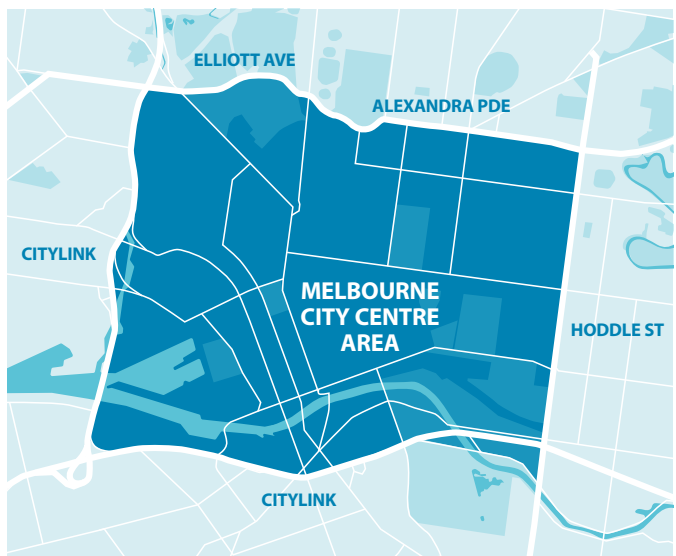 ELLIOTT AVE
ALEXANDRA PDE
CITYLINK
MELBOURNE
CITY CENTRE
AREA
HODDLE ST
CITYLINK